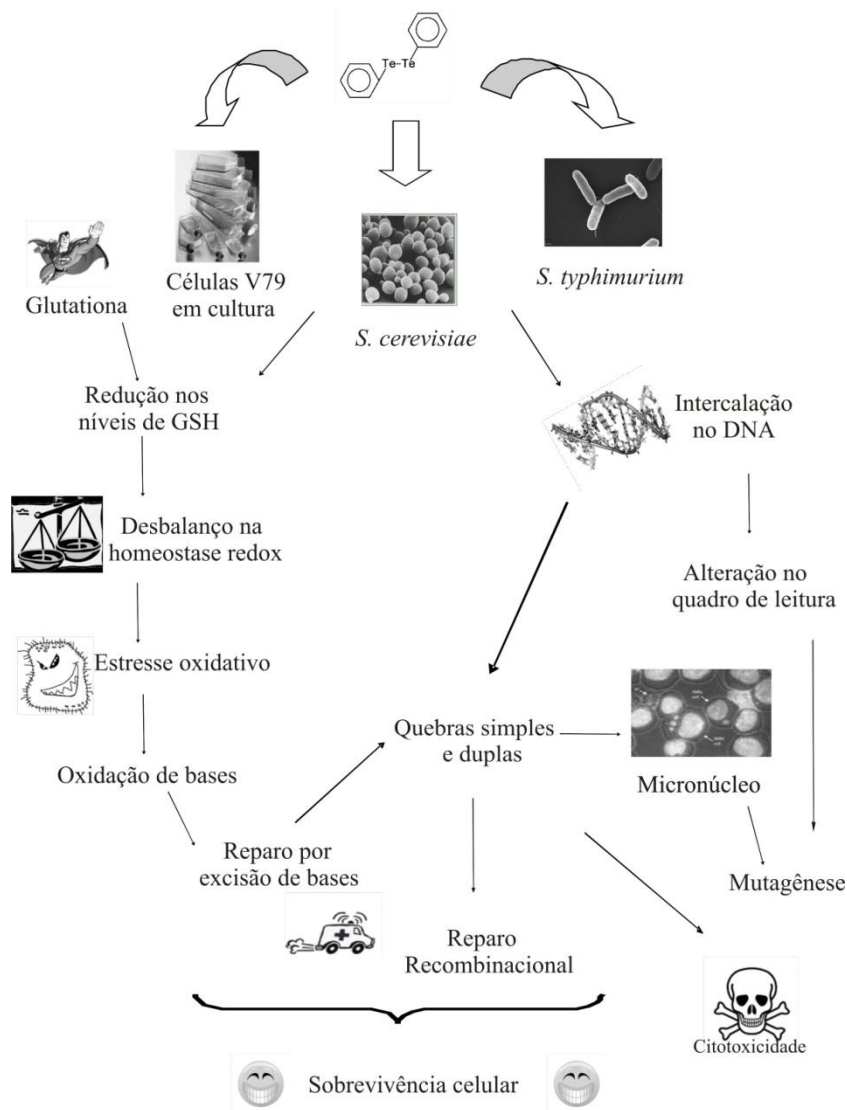 Te-Te
Glutationa
Células V79
em cultura
S. cerevisiae
S. typhimurium
Redução nos
níveis de GSH
Intercalação
no DNA
Desbalanço na
homeostase redox
Alteração no
quadro de leitura
Estresse oxidativo
Quebras simples
e duplas
Oxidação de bases
Micronúcleo
Reparo por
excisão de bases
Mutagênese
Reparo
Recombinacional
Citotoxicidade
Sobrevivência celular